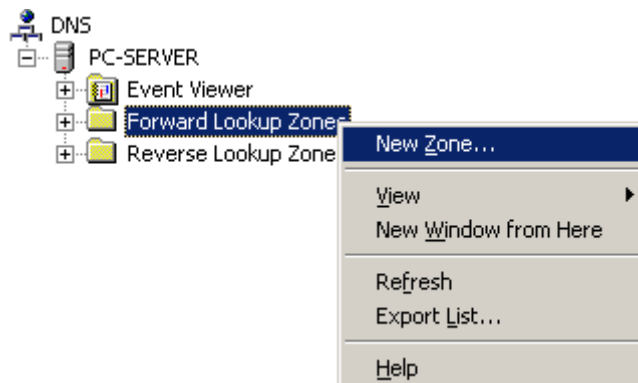 DNS
PC-SERVER
Event Viewer
Forward Lookup Zones
Reverse Lookup Zone
New Zone...
View
New Window from Here
Refresh
Export List...
Help